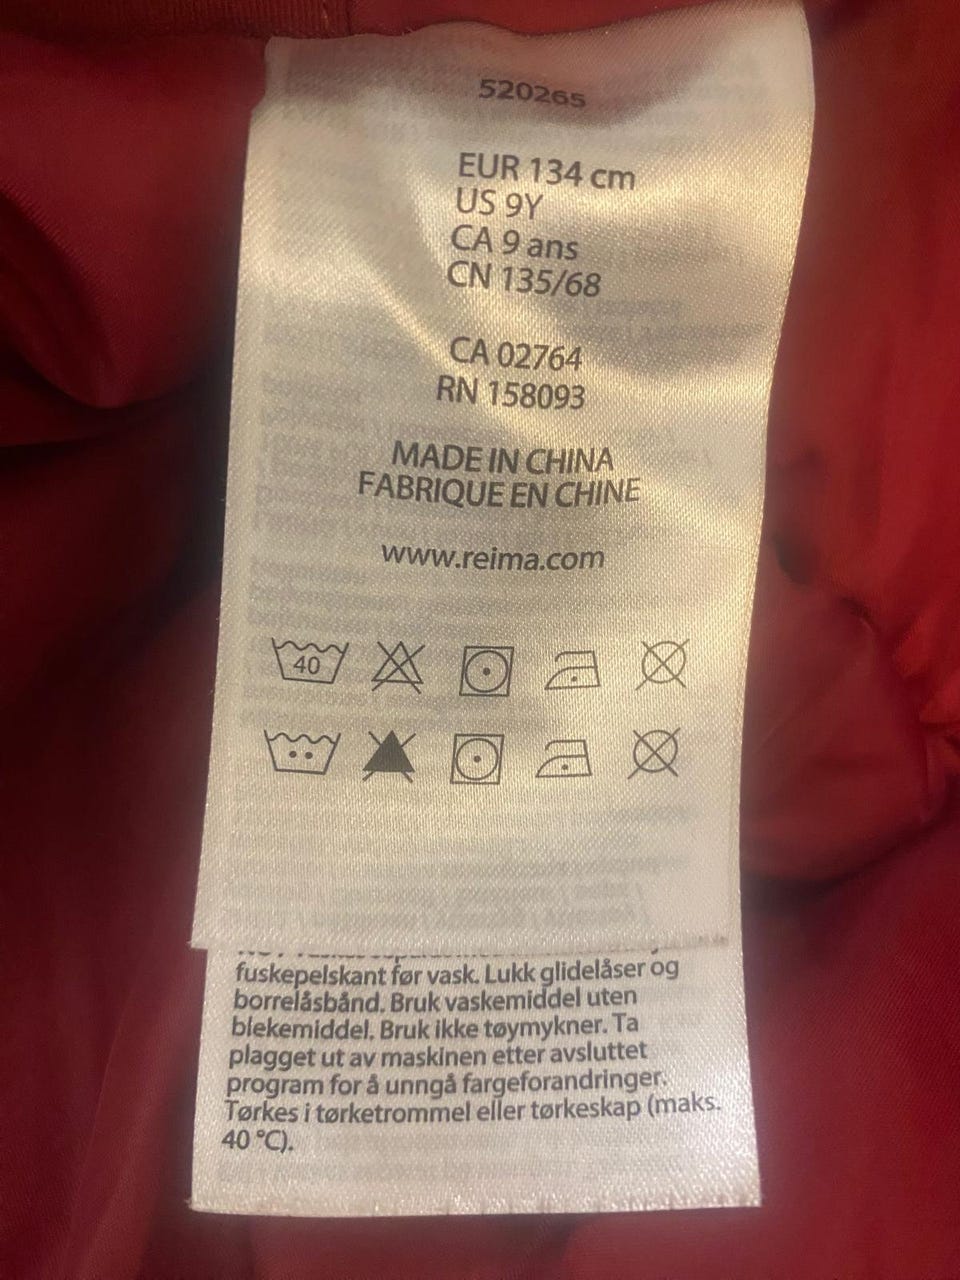 520265
EUR 134 cm
US 9Y
CA 9 ans
CN 135/68
CA 02764
RN 158093
MADE IN CHINA
FABRIQUE EN CHINE
www.reima.com
40
fuskepelskant før vask. Lukk glidelåser og
borrelåsbånd. Bruk vaskemiddel uten
blekemiddel. Bruk ikke tøymykner. Ta
plagget ut av maskinen etter avsluttet
program for å unngå fargeforandringer.
Tørkes i tørketrommel eller tørkeskap (maks.
40 °C).